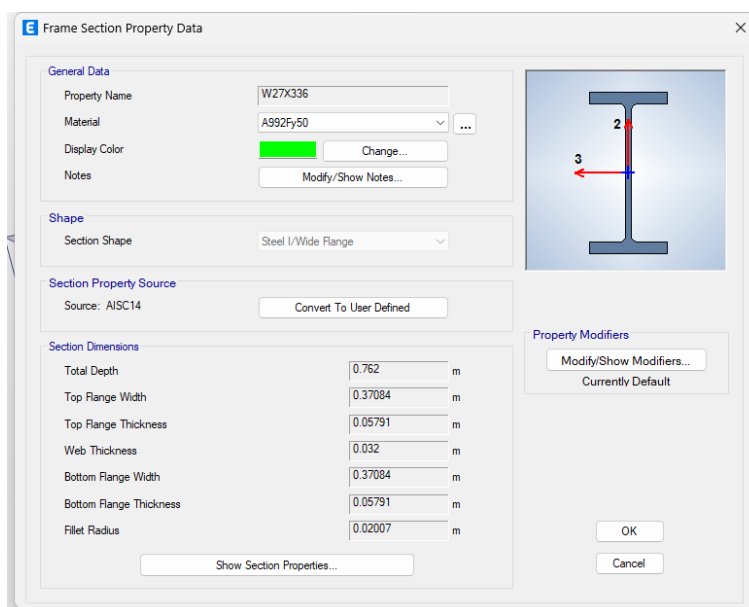 E Frame Section Property Data
General Data
Property Name W27X336
Material A992Fy50 ...
Display Color Change...
Notes Modify/Show Notes...
Shape
Section Shape Steel I/Wide Flange
Section Property Source
Source: AISC14 Convert To User Defined
Section Dimensions
Total Depth 0.762 m
Top Flange Width 0.37084 m
Top Flange Thickness 0.05791 m
Web Thickness 0.032 m
Bottom Flange Width 0.37084 m
Bottom Flange Thickness 0.05791 m
Fillet Radius 0.02007 m
Show Section Properties...
2
3
Property Modifiers
Modify/Show Modifiers...
Currently Default
OK
Cancel